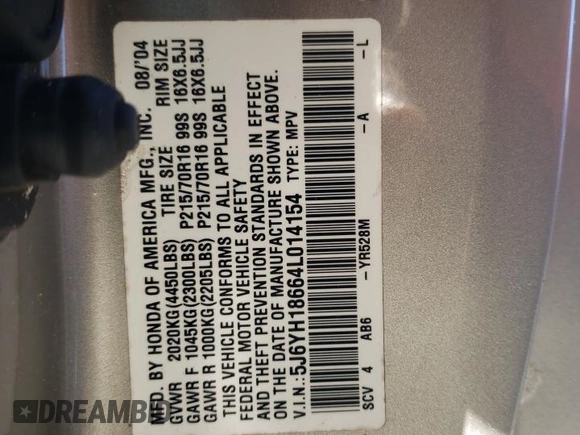 MFD. BY HONDA OF AMERICA MFG., INC. 08/'04
GVWR 2020KG(4450LBS) TIRE SIZE RIM SIZE
GAWR F 1045KG(2300LBS) P215/70R16 99S 16X6.5JJ
GAWR R 1000KG(2205LBS) P215/70R16 99S 16X6.5JJ
THIS VEHICLE CONFORMS TO ALL APPLICABLE
FEDERAL MOTOR VEHICLE SAFETY
AND THEFT PREVENTION STANDARDS IN EFFECT
ON THE DATE OF MANUFACTURE SHOWN ABOVE.
V.I.N.:5J6YH18664L014154 TYPE: MPV
SCV 4 AB6 -YR528M -A -L
DREAMBID